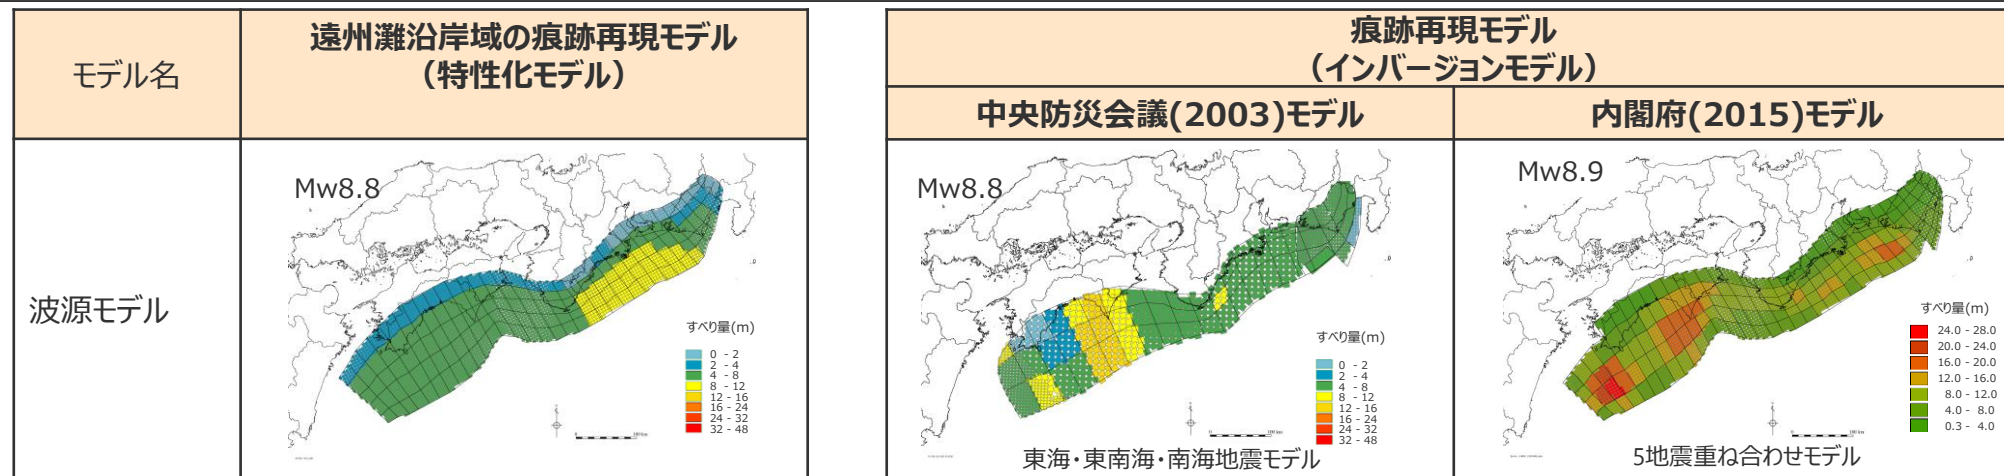 モデル名
遠州灘沿岸域の痕跡再現モデル
（特性化モデル）
痕跡再現モデル
（インバージョンモデル）
中央防災会議(2003)モデル
内閣府(2015)モデル
波源モデル
Mw8.8
すべり量(m)
0 - 2
2 - 4
4 - 8
8 - 12
12 - 16
16 - 24
24 - 32
32 - 48
Mw8.8
すべり量(m)
0 - 2
2 - 4
4 - 8
8 - 12
12 - 16
16 - 24
24 - 32
32 - 48
東海・東南海・南海地震モデル
Mw8.9
すべり量(m)
24.0 - 28.0
20.0 - 24.0
16.0 - 20.0
12.0 - 16.0
8.0 - 12.0
4.0 - 8.0
0.3 - 4.0
5地震重ね合わせモデル